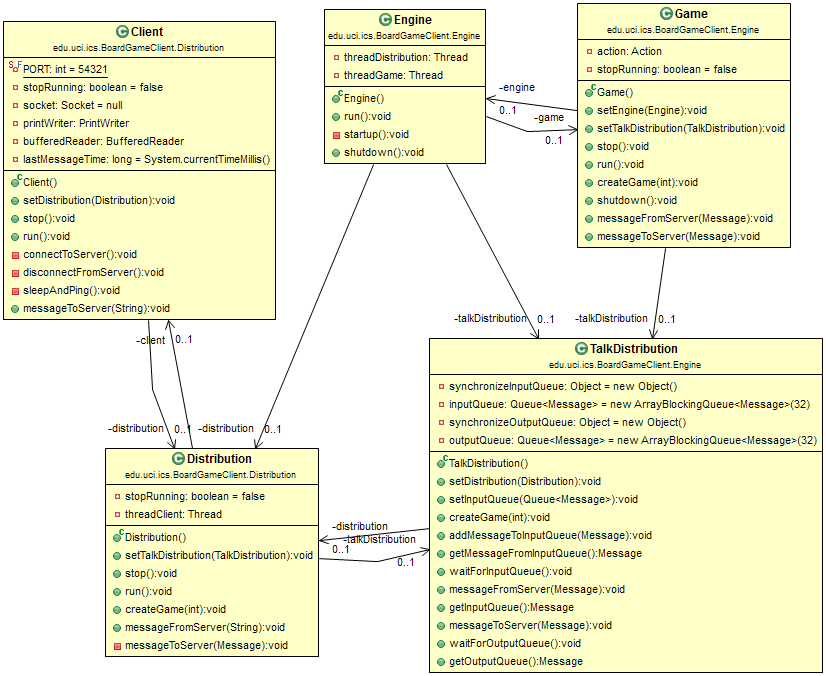 Client
edu.uci.ics.BoardGameClient.Distribution
S F PORT: int = 54321
stopRunning: boolean = false
socket: Socket = null
printWriter: PrintWriter
bufferedReader: BufferedReader
lastMessageTime: long = System.currentTimeMillis()
C Client()
setDistribution(Distribution):void
stop():void
run():void
connectToServer():void
disconnectFromServer():void
sleepAndPing():void
messageToServer(String):void
Engine
edu.uci.ics.BoardGameClient.Engine
threadDistribution: Thread
threadGame: Thread
C Engine()
run():void
startup():void
shutdown():void
Game
edu.uci.ics.BoardGameClient.Engine
action: Action
stopRunning: boolean = false
C Game()
setEngine(Engine):void
setTalkDistribution(TalkDistribution):void
stop():void
run():void
createGame(int):void
shutdown():void
messageFromServer(Message):void
messageToServer(Message):void
-engine
0..1
-game
0..1
-talkDistribution 0..1
-talkDistribution 0..1
-client 0..1
-distribution 0..1
-distribution 0..1
TalkDistribution
edu.uci.ics.BoardGameClient.Engine
synchronizeInputQueue: Object = new Object()
inputQueue: Queue<Message> = new ArrayBlockingQueue<Message>(32)
synchronizeOutputQueue: Object = new Object()
outputQueue: Queue<Message> = new ArrayBlockingQueue<Message>(32)
C TalkDistribution()
setDistribution(Distribution):void
setInputQueue(Queue<Message>):void
createGame(int):void
addMessageToInputQueue(Message):void
getMessageFromInputQueue():Message
waitForInputQueue():void
messageFromServer(Message):void
getInputQueue():Message
messageToServer(Message):void
waitForOutputQueue():void
getOutputQueue():Message
Distribution
edu.uci.ics.BoardGameClient.Distribution
stopRunning: boolean = false
threadClient: Thread
C Distribution()
setTalkDistribution(TalkDistribution):void
stop():void
run():void
createGame(int):void
messageFromServer(String):void
messageToServer(Message):void
-distribution
0..1
-talkDistribution
0..1